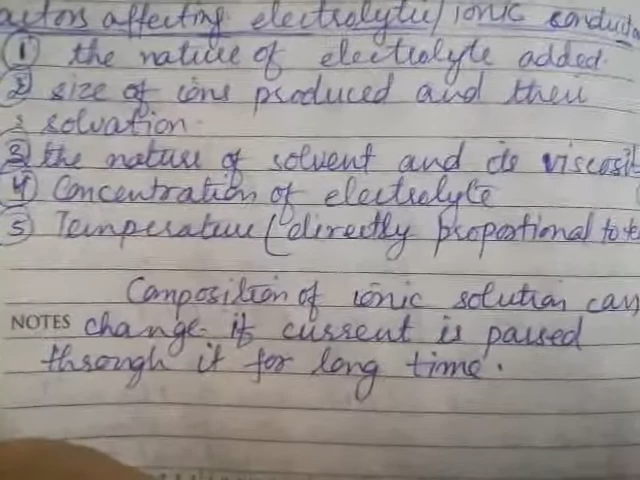 actors affecting electrolytic/ionic conduc
① the nature of electrolyte added.
② size of ions produced and their
solvation.
③ the nature of solvent and its viscosit
④ Concentration of electrolyte
⑤ Temperature (directly proportional to te
Composition of ionic solution can
NOTES change if current is passed
through it for long time.